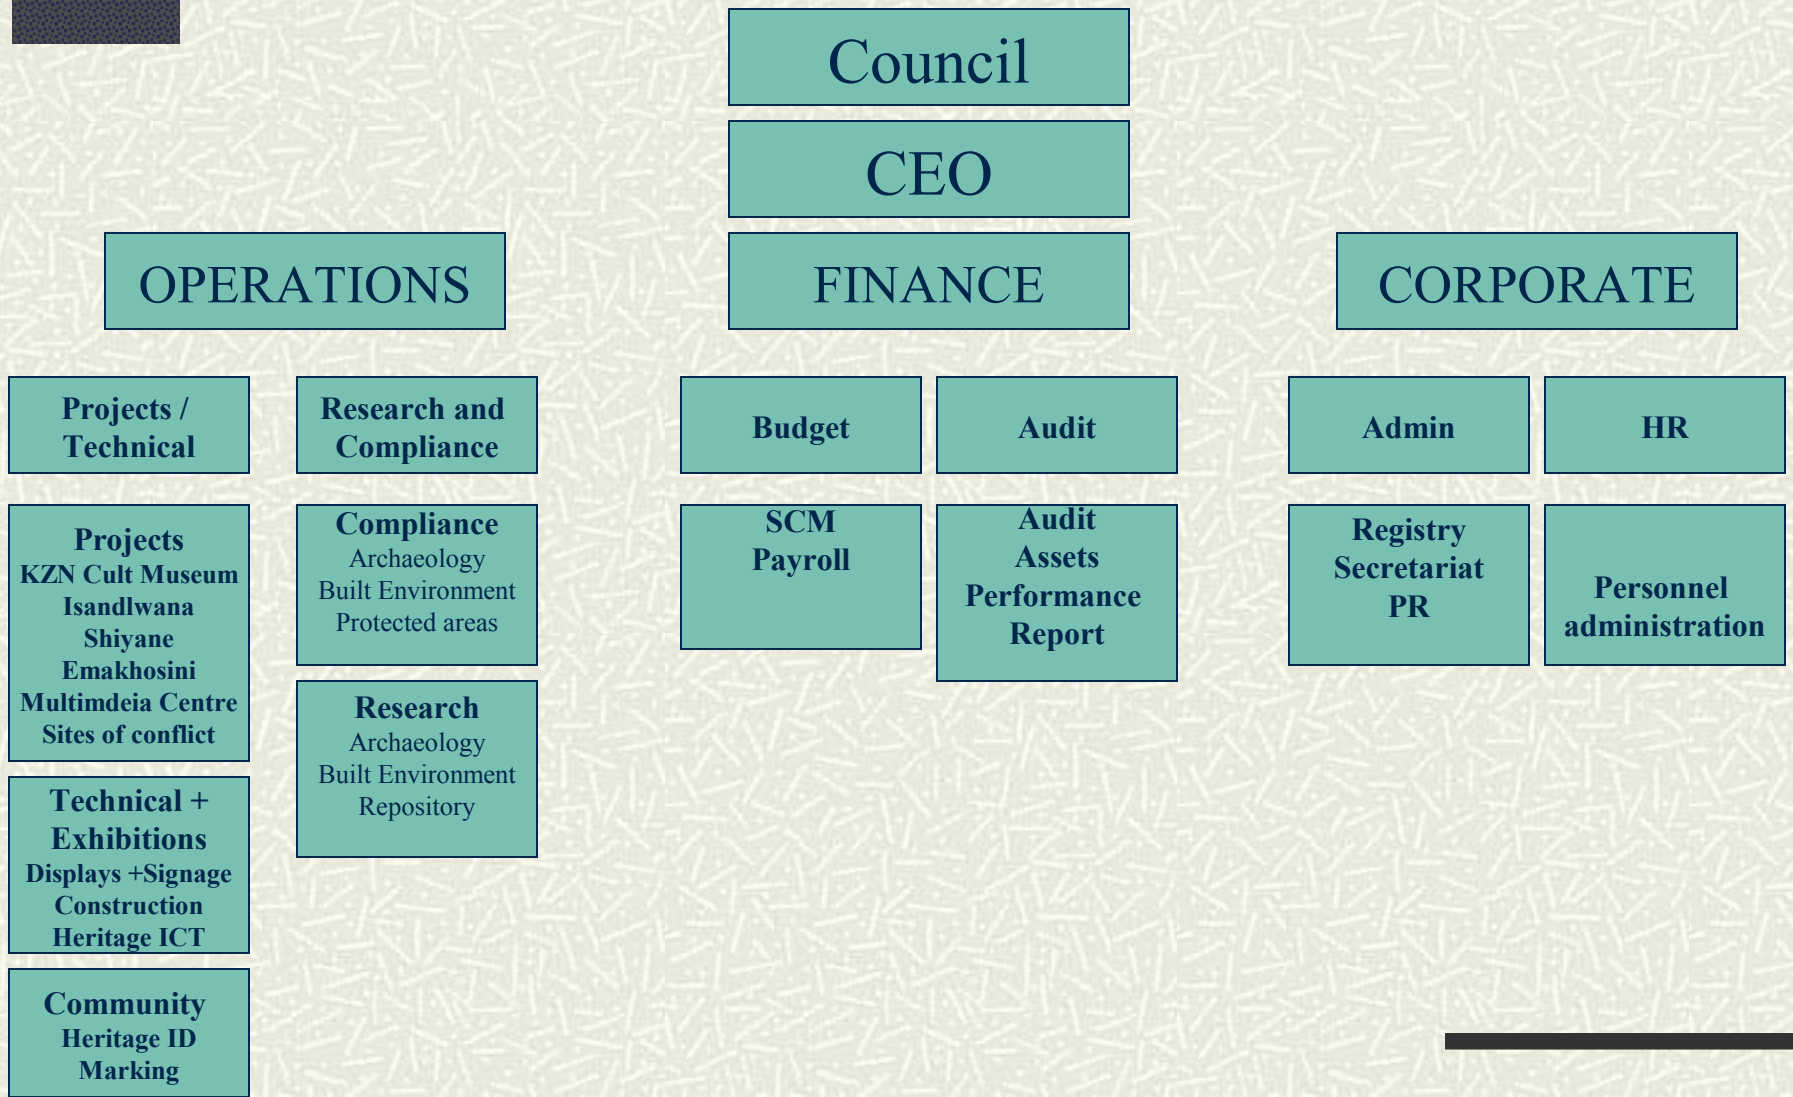 Council
CEO
OPERATIONS
FINANCE
CORPORATE
Projects /
Technical
Research and
Compliance
Budget
Audit
Admin
HR
Projects
KZN Cult Museum
Isandlwana
Shiyane
Emakhosini
Multimdeia Centre
Sites of conflict
Compliance
Archaeology
Built Environment
Protected areas
SCM
Payroll
Audit
Assets
Performance
Report
Registry
Secretariat
PR
Personnel
administration
Research
Archaeology
Built Environment
Repository
Technical +
Exhibitions
Displays +Signage
Construction
Heritage ICT
Community
Heritage ID
Marking